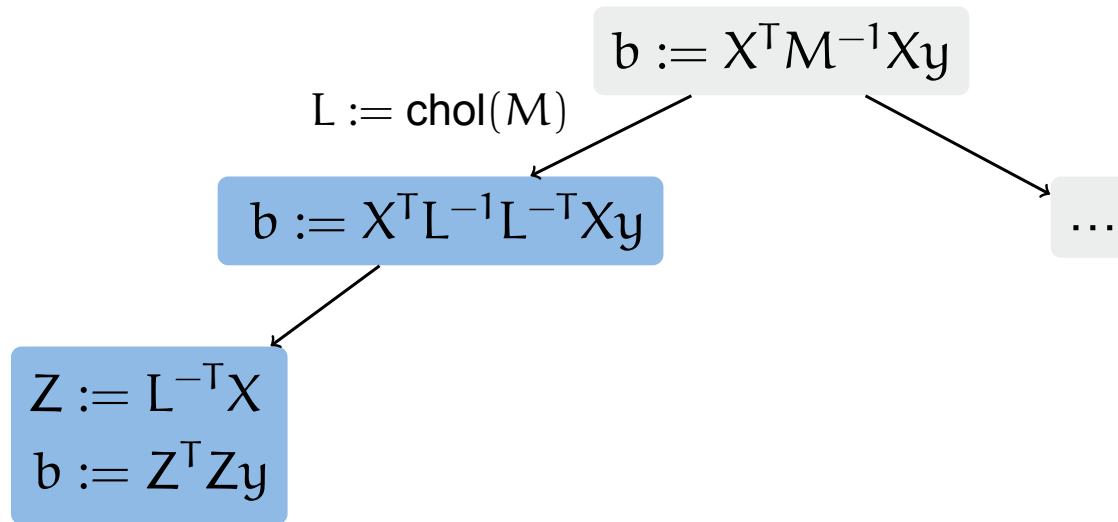 b := XᵀM⁻¹Xy
L := chol(M)
b := XᵀL⁻¹L⁻ᵀXy
...
Z := L⁻ᵀX
b := ZᵀZy